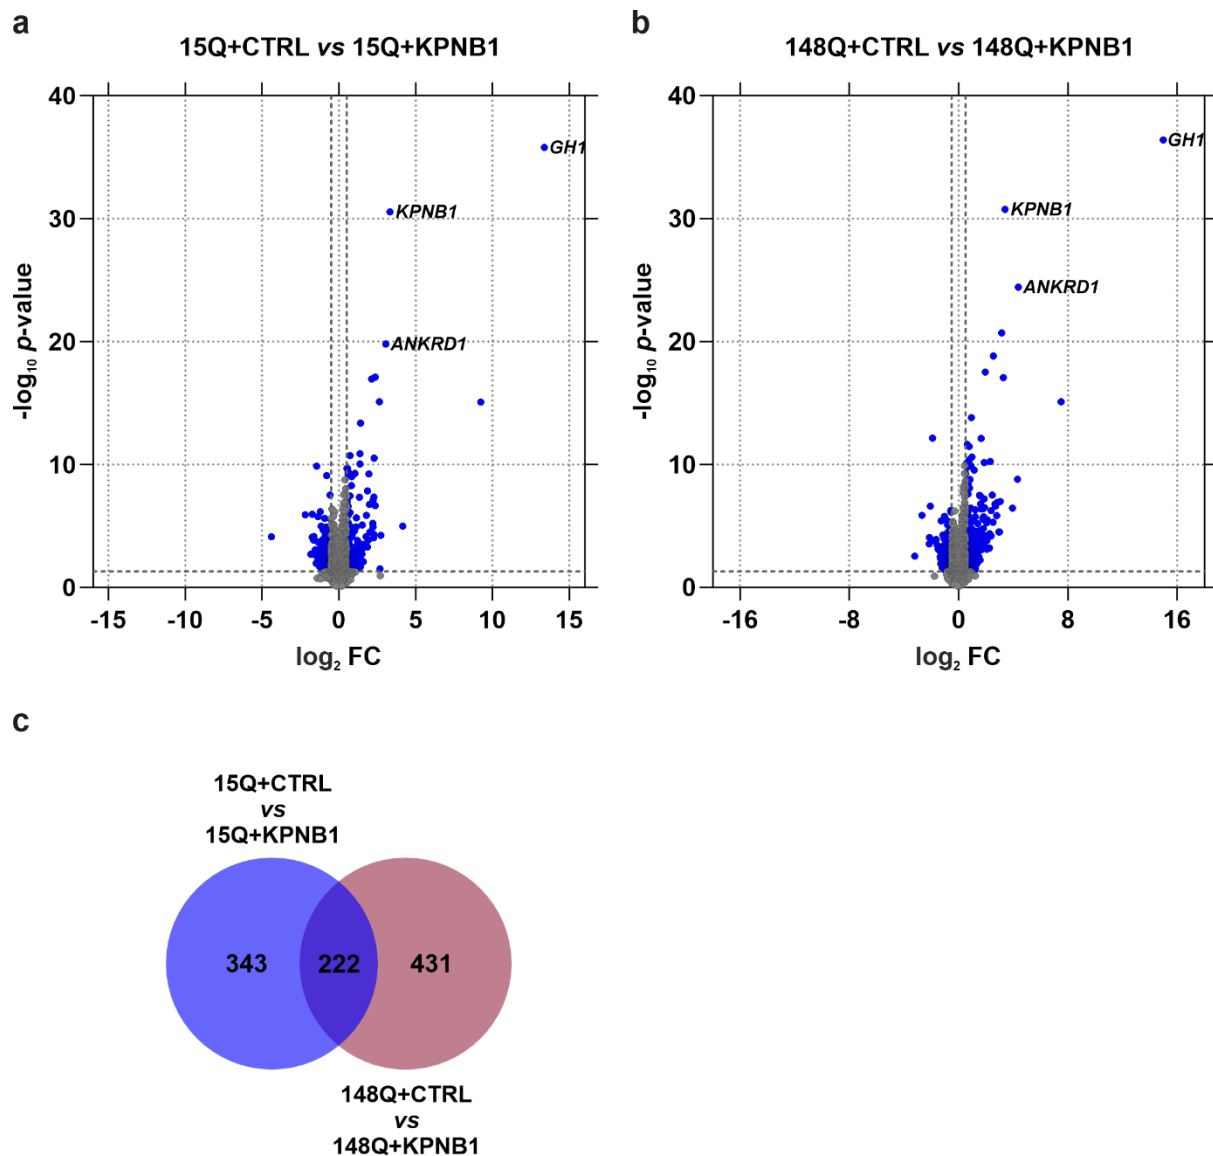 a
15Q+CTRL vs 15Q+KPNB1
40
30
20
10
0
-log₁₀ p-value
GH1
KPNB1
ANKRD1
-15 -10 -5 0 5 10 15
log₂ FC
b
148Q+CTRL vs 148Q+KPNB1
40
30
20
10
0
-log₁₀ p-value
GH1
KPNB1
ANKRD1
-16 -8 0 8 16
log₂ FC
c
15Q+CTRL
vs
15Q+KPNB1
343 222 431
148Q+CTRL
vs
148Q+KPNB1